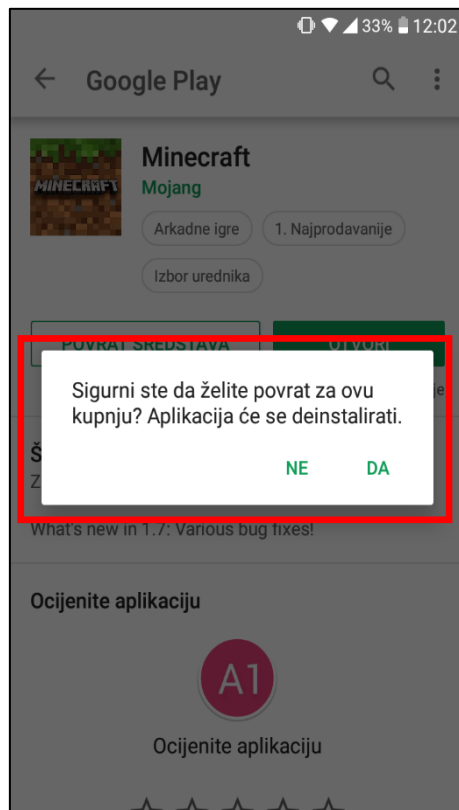 33% 12:02
Google Play
MINECRAFT
Minecraft
Mojang
Arkadne igre 1. Najprodavanije
Izbor urednika
POVRAT SREDSTAVA OTVORI
Sigurni ste da želite povrat za ovu
kupnju? Aplikacija će se deinstalirati.
NE DA
What's new in 1.7: Various bug fixes!
Ocijenite aplikaciju
A1
Ocijenite aplikaciju